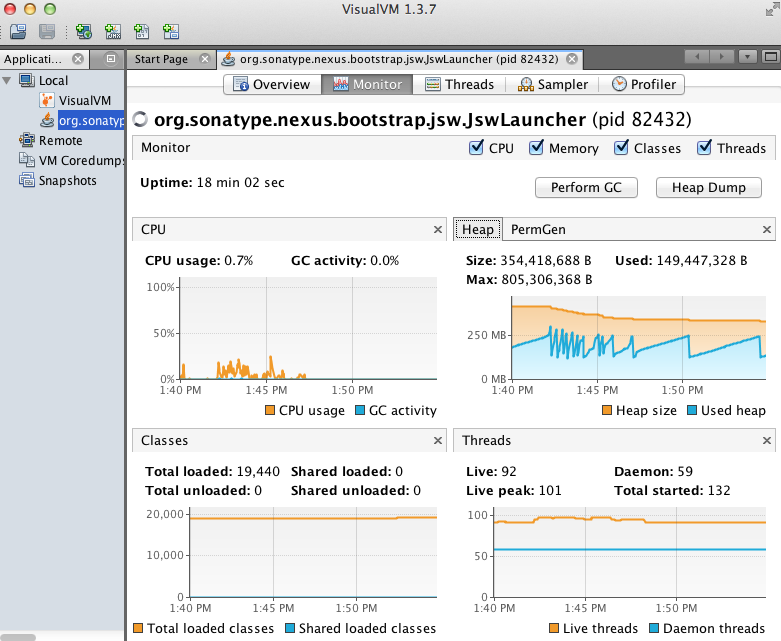 VisualVM 1.3.7
Applicati...
Start Page
org.sonatype.nexus.bootstrap.jsw.JswLauncher (pid 82432)
Local
VisualVM
org.sonatyp
Remote
VM Coredumps
Snapshots
Overview Monitor Threads Sampler Profiler
org.sonatype.nexus.bootstrap.jsw.JswLauncher (pid 82432)
Monitor CPU Memory Classes Threads
Uptime: 18 min 02 sec
Perform GC Heap Dump
CPU
CPU usage: 0.7% GC activity: 0.0%
100%
50%
0%
1:40 PM 1:45 PM 1:50 PM
CPU usage GC activity
Heap PermGen
Size: 354,418,688 B Used: 149,447,328 B
Max: 805,306,368 B
250 MB
0 MB
1:40 PM 1:45 PM 1:50 PM
Heap size Used heap
Classes
Total loaded: 19,440 Shared loaded: 0
Total unloaded: 0 Shared unloaded: 0
20,000
10,000
0
1:40 PM 1:45 PM 1:50 PM
Total loaded classes Shared loaded classes
Threads
Live: 92 Daemon: 59
Live peak: 101 Total started: 132
100
50
0
1:40 PM 1:45 PM 1:50 PM
Live threads Daemon threads